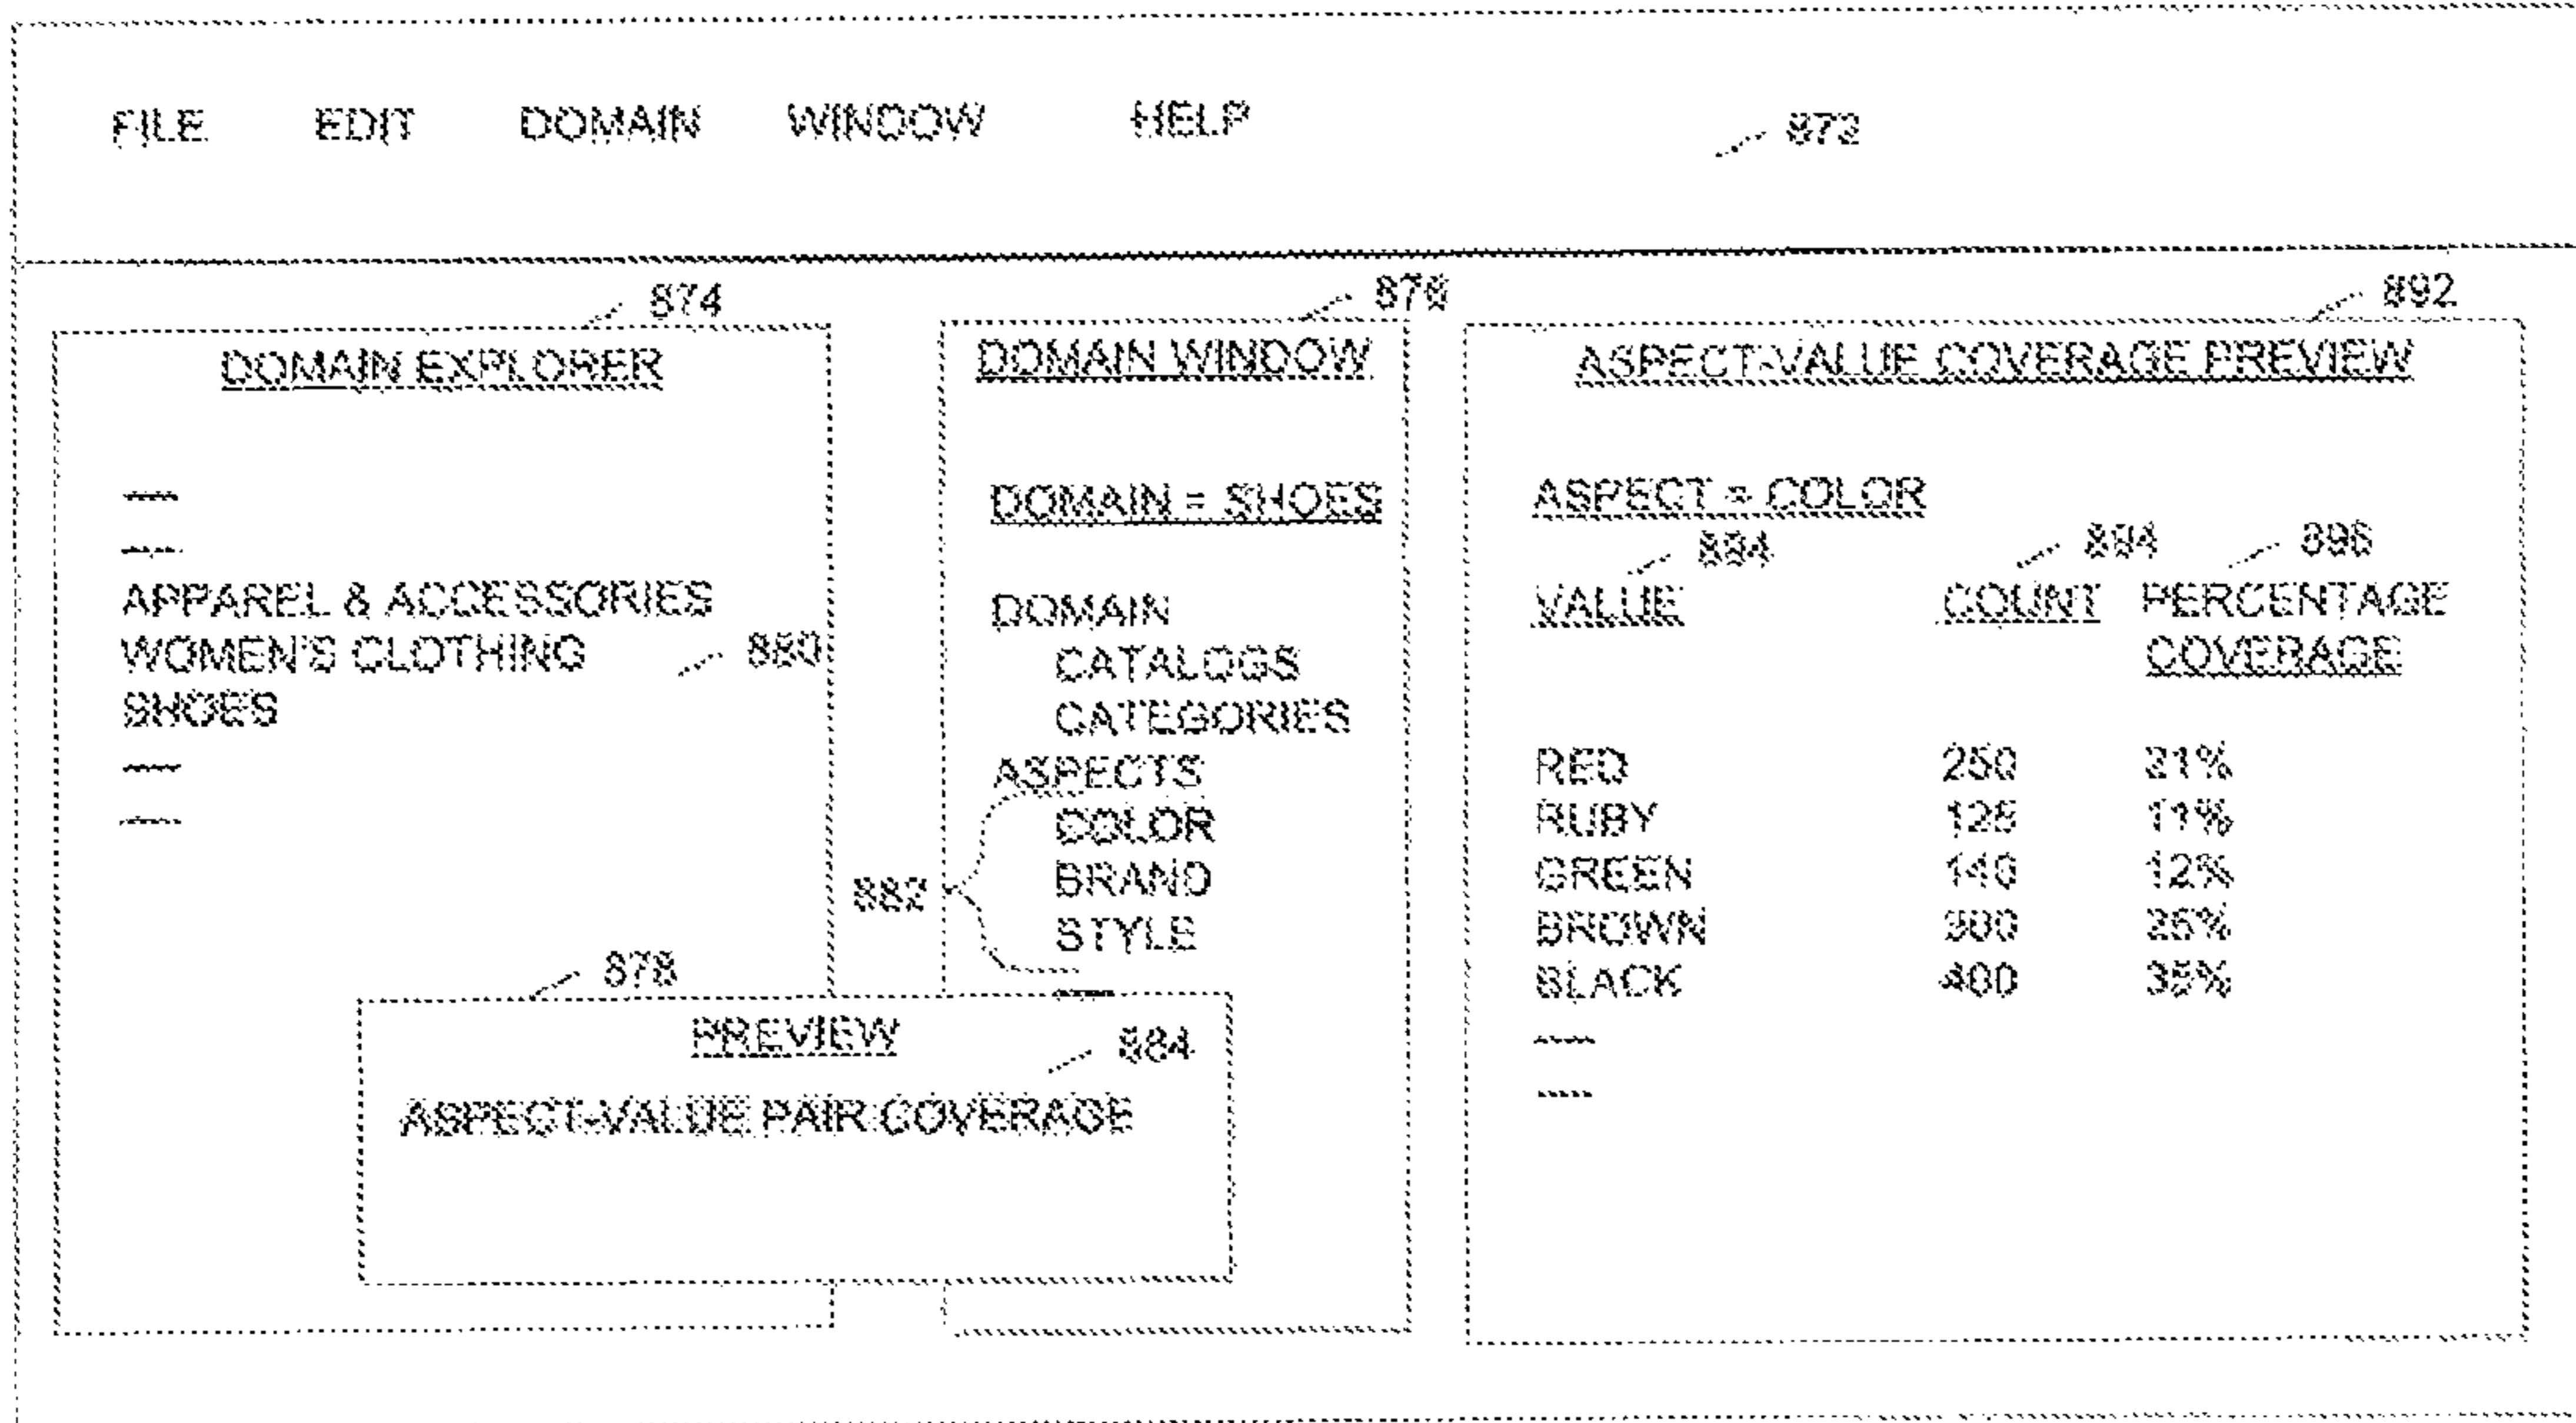 FILE EDIT DOMAIN WINDOW HELP
872
874
DOMAIN EXPLORER
APPAREL & ACCESSORIES
WOMEN'S CLOTHING
880
SHOES
876
DOMAIN WINDOW
DOMAIN = SHOES
DOMAIN
CATALOGS
CATEGORIES
ASPECTS
COLOR
BRAND
STYLE
882
878
PREVIEW
884
ASPECT-VALUE PAIR COVERAGE
892
ASPECT-VALUE COVERAGE PREVIEW
ASPECT = COLOR
884 894 896
VALUE COUNT PERCENTAGE
COVERAGE
RED 250 21%
RUBY 125 11%
GREEN 140 12%
BROWN 300 25%
BLACK 400 35%